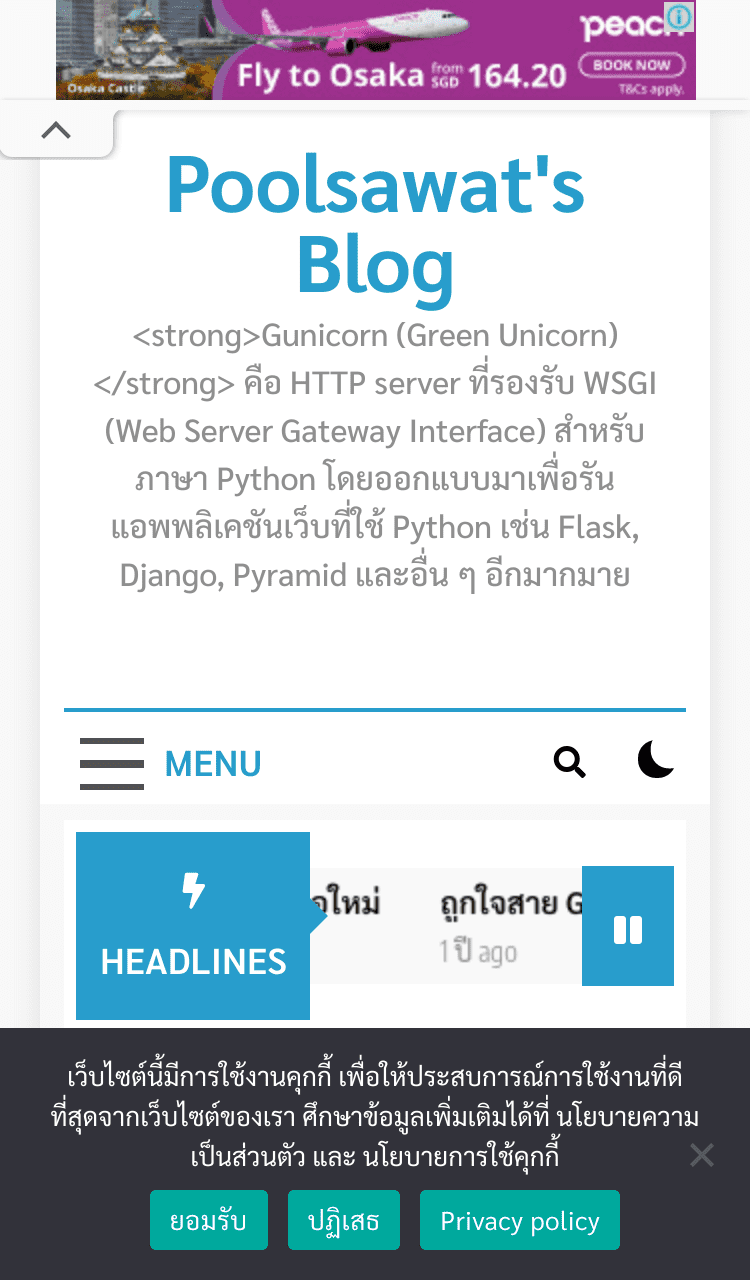 Osaka Castle
Fly to Osaka from SGD 164.20
peach
BOOK NOW
T&Cs apply.
Poolsawat's
Blog
<strong>Gunicorn (Green Unicorn)
</strong> คือ HTTP server ที่รองรับ WSGI
(Web Server Gateway Interface) สำหรับ
ภาษา Python โดยออกแบบมาเพื่อรัน
แอพพลิเคชันเว็บที่ใช้ Python เช่น Flask,
Django, Pyramid และอื่น ๆ อีกมากมาย
MENU
HEADLINES
ใหม่
ถูกใจสาย G
1 ปี ago
เว็บไซต์นี้มีการใช้งานคุกกี้ เพื่อให้ประสบการณ์การใช้งานที่ดี
ที่สุดจากเว็บไซต์ของเรา ศึกษาข้อมูลเพิ่มเติมได้ที่ นโยบายความ
เป็นส่วนตัว และ นโยบายการใช้คุกกี้
ยอมรับ
ปฏิเสธ
Privacy policy